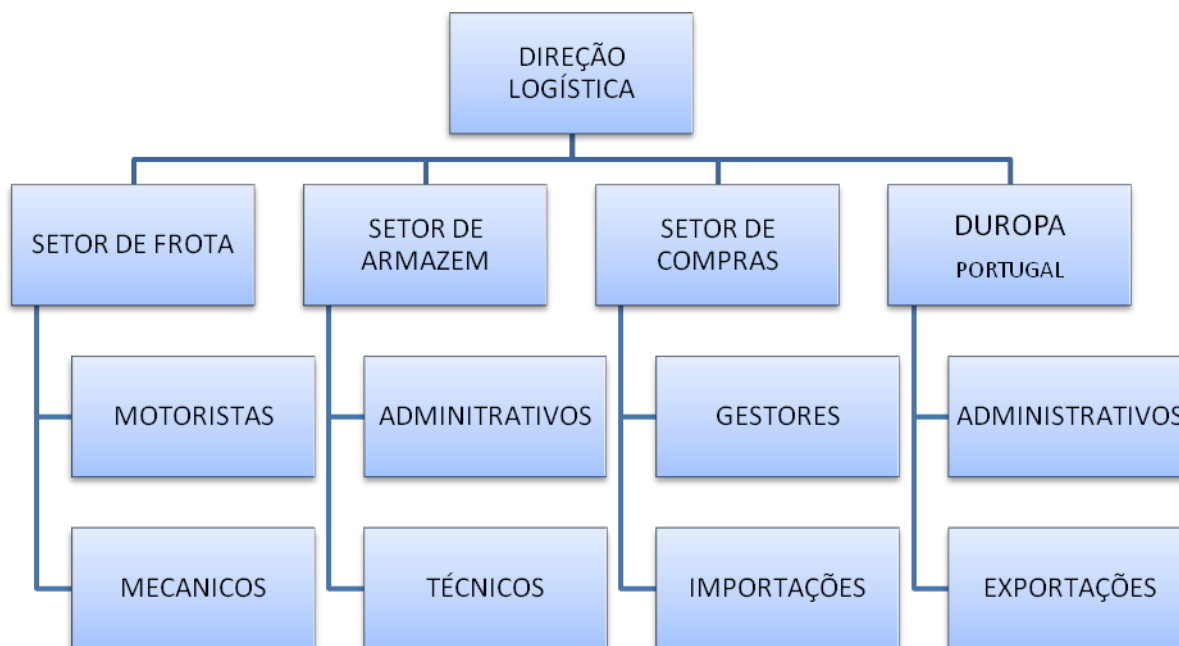 DIREÇÃO
LOGÍSTICA
SETOR DE FROTA
SETOR DE
ARMAZEM
SETOR DE
COMPRAS
DUROPA
PORTUGAL
MOTORISTAS
ADMINITRATIVOS
GESTORES
ADMINISTRATIVOS
MECANICOS
TÉCNICOS
IMPORTAÇÕES
EXPORTAÇÕES